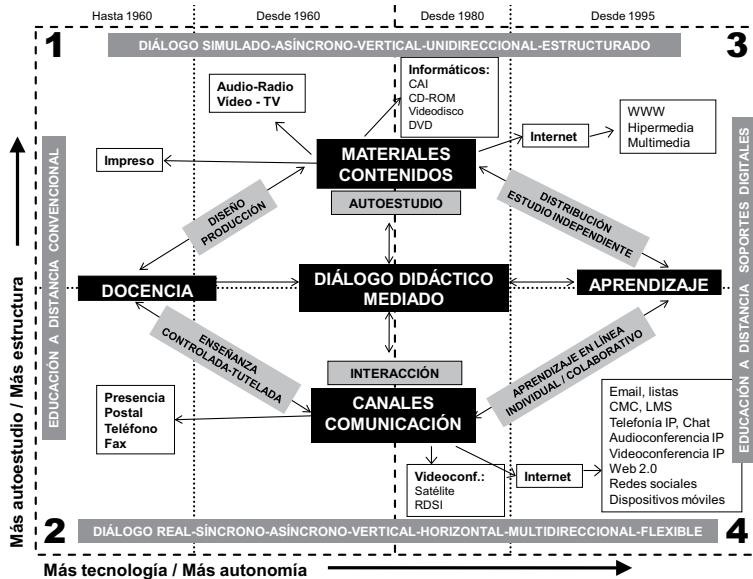 Hasta 1960
Desde 1960
Desde 1980
Desde 1995
1
DIÁLOGO SIMULADO-ASÍNCRONO-VERTICAL-UNIDIRECCIONAL-ESTRUCTURADO
3
Audio-Radio
Vídeo - TV
Informáticos:
CAI
CD-ROM
Videodisco
DVD
Internet
WWW
Hipermedia
Multimedia
Impreso
MATERIALES
CONTENIDOS
AUTOESTUDIO
DISEÑO
PRODUCCIÓN
DISTRIBUCIÓN
ESTUDIO INDEPENDIENTE
EDUCACIÓN A DISTANCIA CONVENCIONAL
EDUCACIÓN A DISTANCIA SOPORTES DIGITALES
Más autoestudio / Más estructura
DOCENCIA
DIÁLOGO DIDÁCTICO
MEDIADO
APRENDIZAJE
ENSEÑANZA
CONTROLADA-TUTELADA
INTERACCIÓN
APRENDIZAJE EN LÍNEA
INDIVIDUAL / COLABORATIVO
CANALES
COMUNICACIÓN
Presencia
Postal
Teléfono
Fax
Videoconf.:
Satélite
RDSI
Internet
Email, listas
CMC, LMS
Telefonía IP, Chat
Audioconferencia IP
Videoconferencia IP
Web 2.0
Redes sociales
Dispositivos móviles
2
DIÁLOGO REAL-SÍNCRONO-ASÍNCRONO-VERTICAL-HORIZONTAL-MULTIDIRECCIONAL-FLEXIBLE
4
Más tecnología / Más autonomía